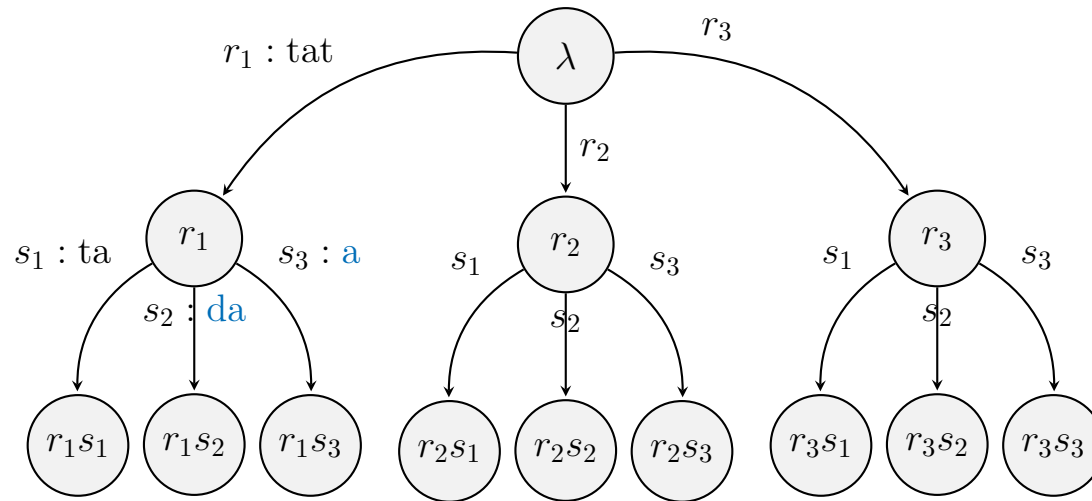 λ
r₁ : tat
r₂
r₃
r₁
r₂
r₃
s₁ : ta
s₂ : da
s₃ : a
s₁
s₂
s₃
s₁
s₂
s₃
r₁s₁
r₁s₂
r₁s₃
r₂s₁
r₂s₂
r₂s₃
r₃s₁
r₃s₂
r₃s₃